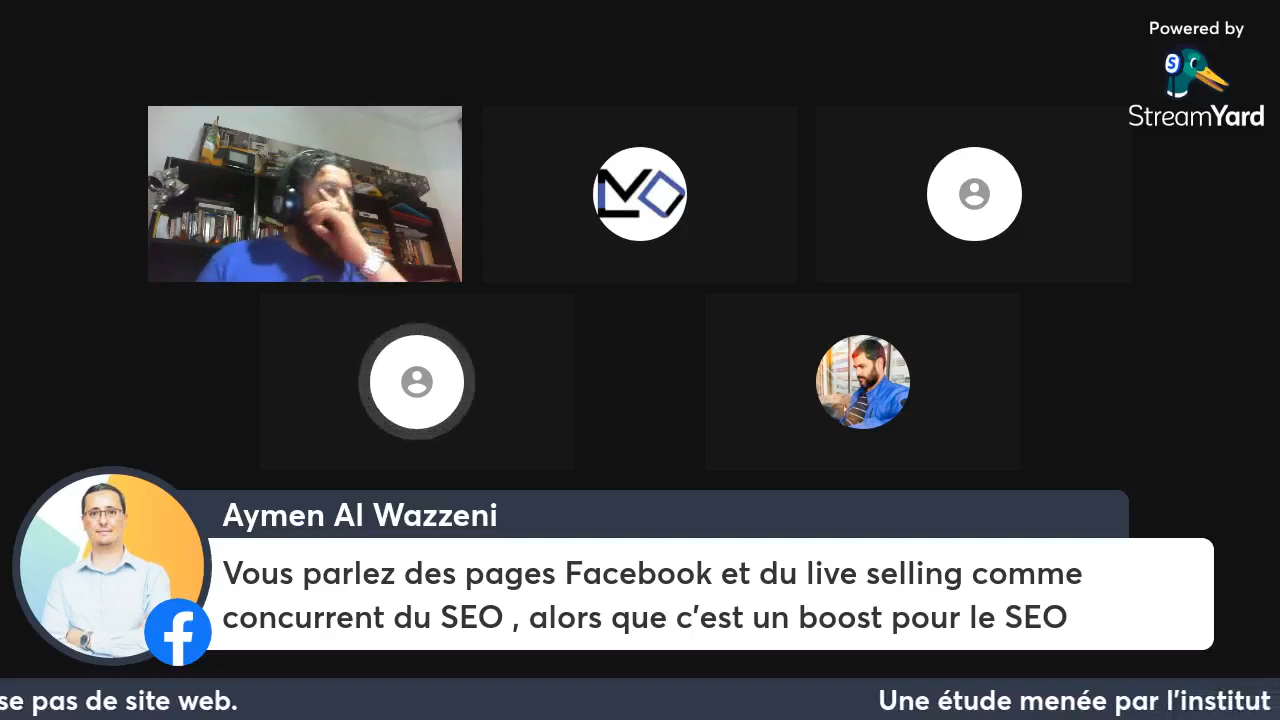 Powered by
StreamYard
Aymen Al Wazzeni
Vous parlez des pages Facebook et du live selling comme
concurrent du SEO , alors que c'est un boost pour le SEO
se pas de site web.
Une étude menée par l'institut